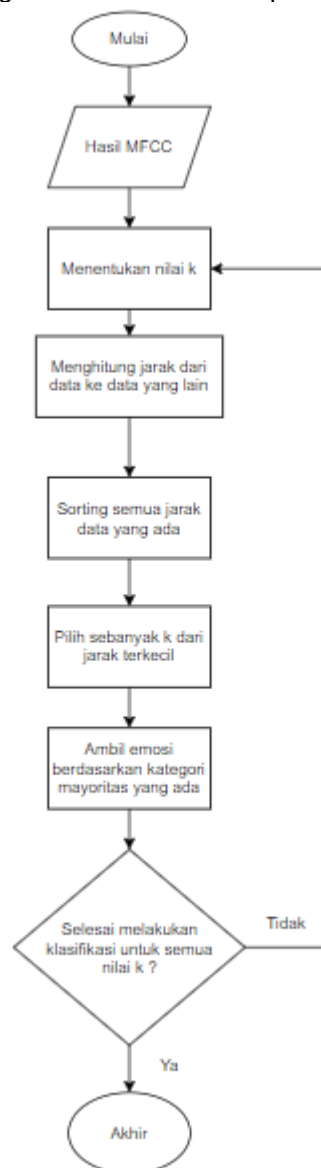 Mulai
Hasil MFCC
Menentukan nilai k
Menghitung jarak dari
data ke data yang lain
Sorting semua jarak
data yang ada
Pilih sebanyak k dari
jarak terkecil
Ambil emosi
berdasarkan kategori
mayoritas yang ada
Selesai melakukan
klasifikasi untuk semua
nilai k ?
Tidak
Ya
Akhir